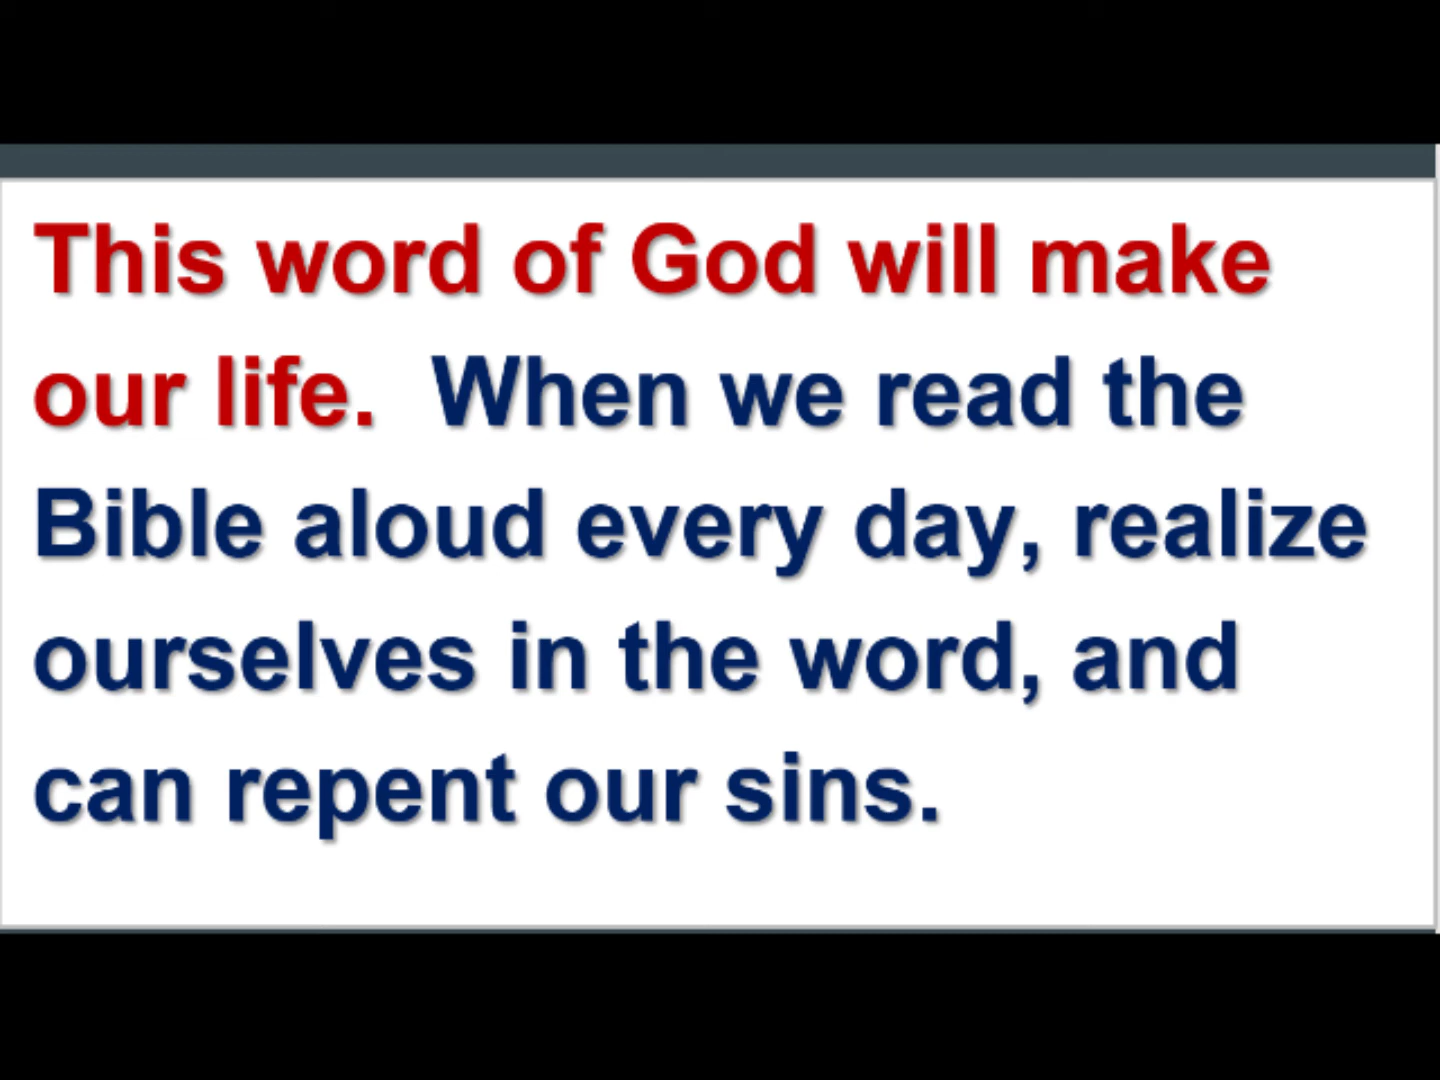 This word of God will make
our life.  When we read the
Bible aloud every day, realize
ourselves in the word, and
can repent our sins.